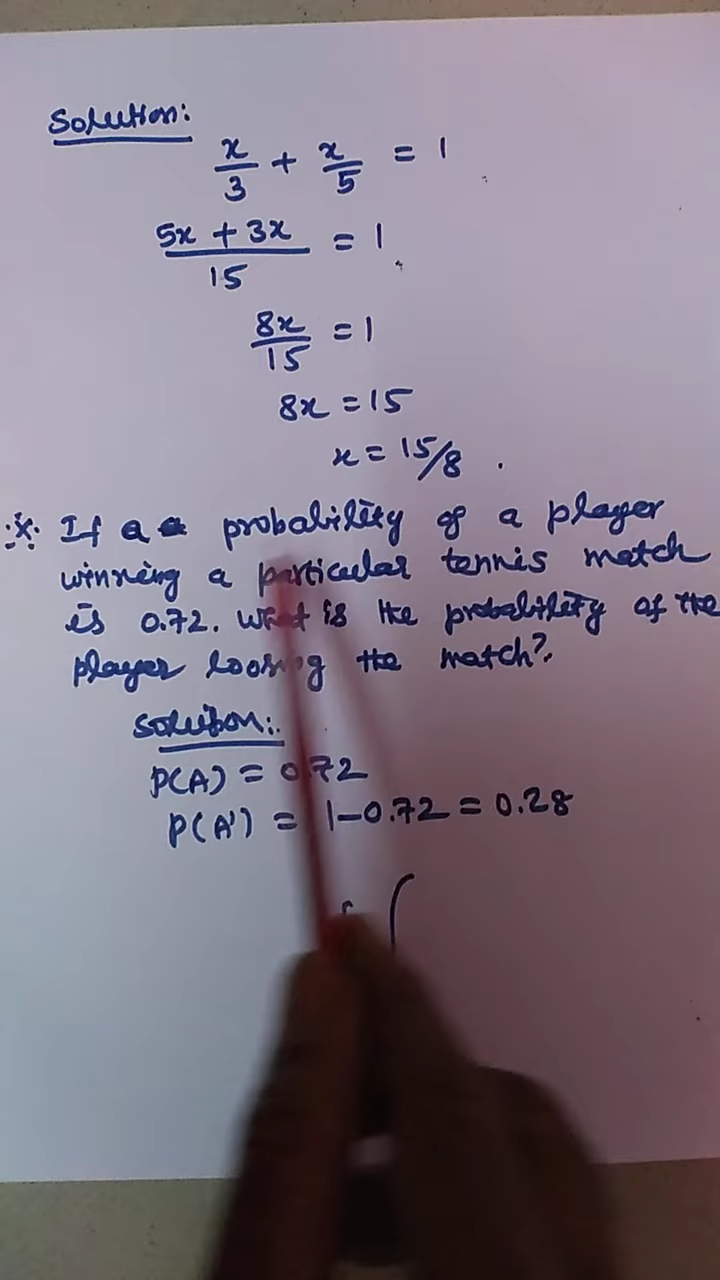 Solution:
x/3 + x/5 = 1
5x + 3x/15 = 1
8x/15 = 1
8x = 15
x = 15/8 .
If a a probability of a player
winning a particular tennis match
is 0.72. What is the probability of the
player loosing the match?
Solution:
P(A) = 0.72
P(A') = 1-0.72 = 0.28